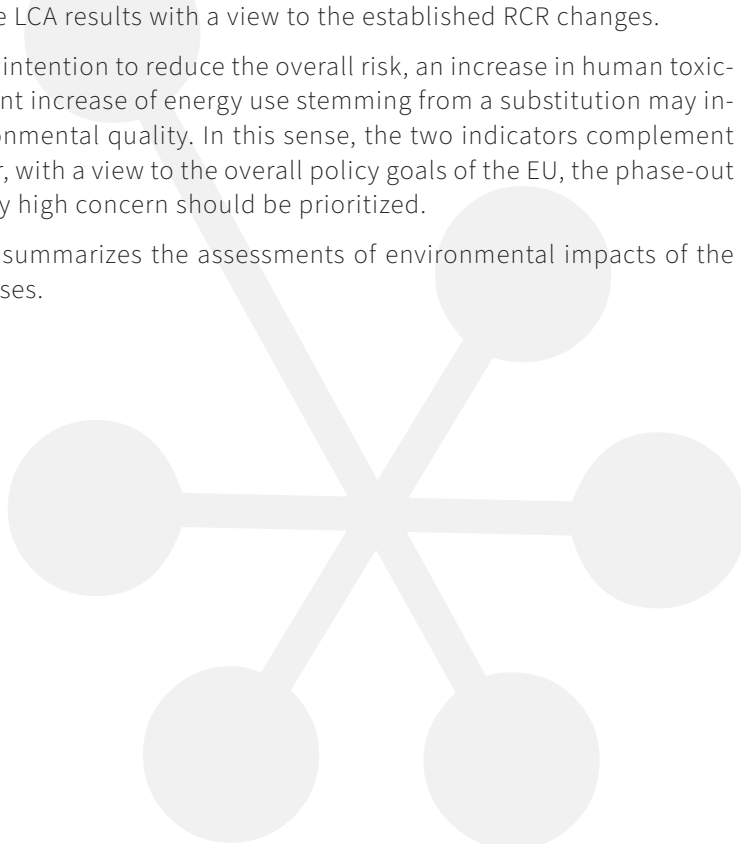 LCA results with a view to the established RCR changes.
intention to reduce the overall risk, an increase in human toxic-
increase of energy use stemming from a substitution may in-
quality. In this sense, the two indicators complement
with a view to the overall policy goals of the EU, the phase-out
high concern should be prioritized.
summarizes the assessments of environmental impacts of the